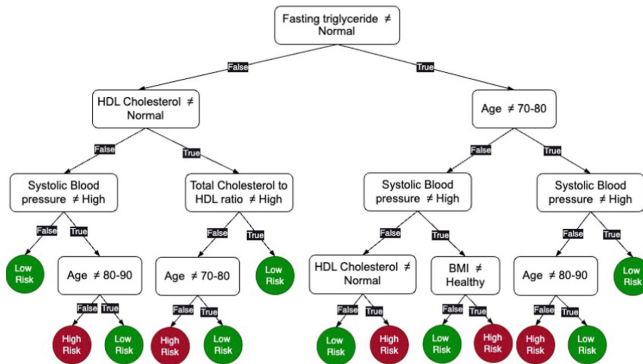 Fasting triglyceride ≠
Normal
False
True
HDL Cholesterol ≠
Normal
Age ≠ 70-80
False
True
False
True
Systolic Blood
pressure ≠ High
Total Cholesterol to
HDL ratio ≠ High
Systolic Blood
pressure ≠ High
Systolic Blood
pressure ≠ High
False
True
False
True
False
True
False
True
Low
Risk
Age ≠ 80-90
Age ≠ 70-80
Low
Risk
HDL Cholesterol ≠
Normal
BMI ≠
Healthy
Age ≠ 80-90
Low
Risk
False
True
False
True
False
True
False
True
False
True
High
Risk
Low
Risk
High
Risk
Low
Risk
Low
Risk
High
Risk
Low
Risk
High
Risk
High
Risk
Low
Risk